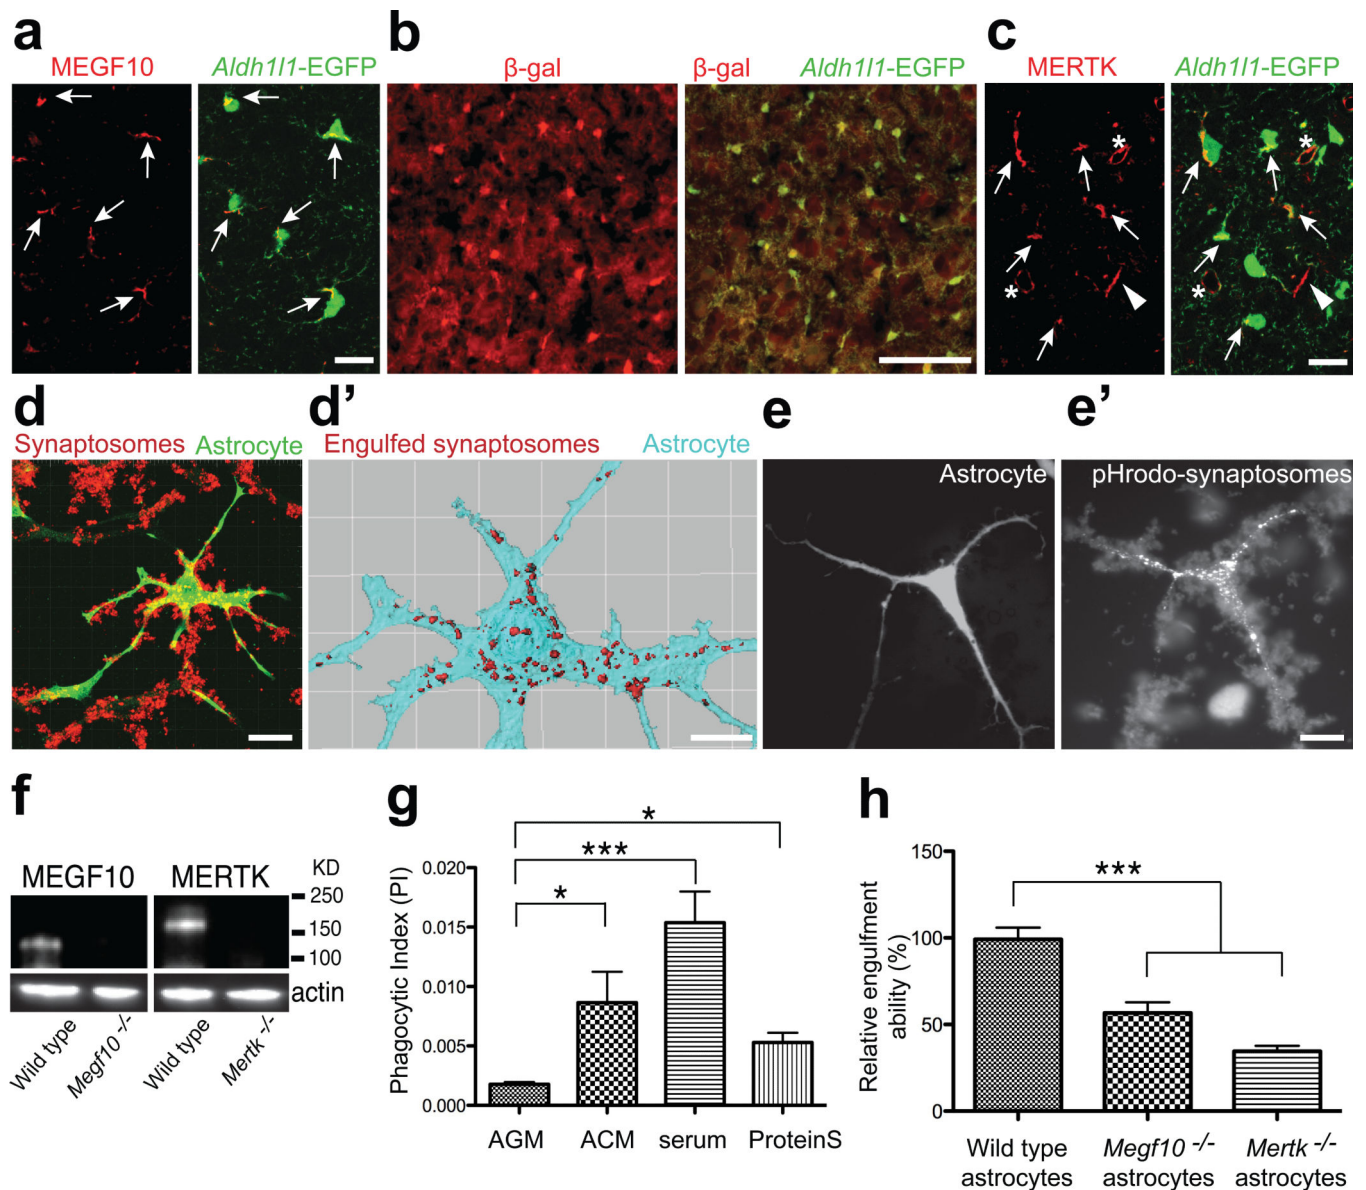 a
MEGF10 Aldh1l1-EGFP
b
β-gal β-gal Aldh1l1-EGFP
c
MERTK Aldh1l1-EGFP
* *
* *
d
Synaptosomes Astrocyte
d'
Engulfed synaptosomes Astrocyte
e
Astrocyte
e'
pHrodo-synaptosomes
f
MEGF10 MERTK KD
250
150
100
actin
Wild type
Megf10 -/-
Wild type
Mertk -/-
g
*
***
*
Phagocytic Index (PI)
0.020
0.015
0.010
0.005
0.000
AGM ACM serum ProteinS
h
***
Relative engulfment
ability (%)
150
100
50
0
Wild type Megf10 -/- Mertk -/-
astrocytes astrocytes astrocytes